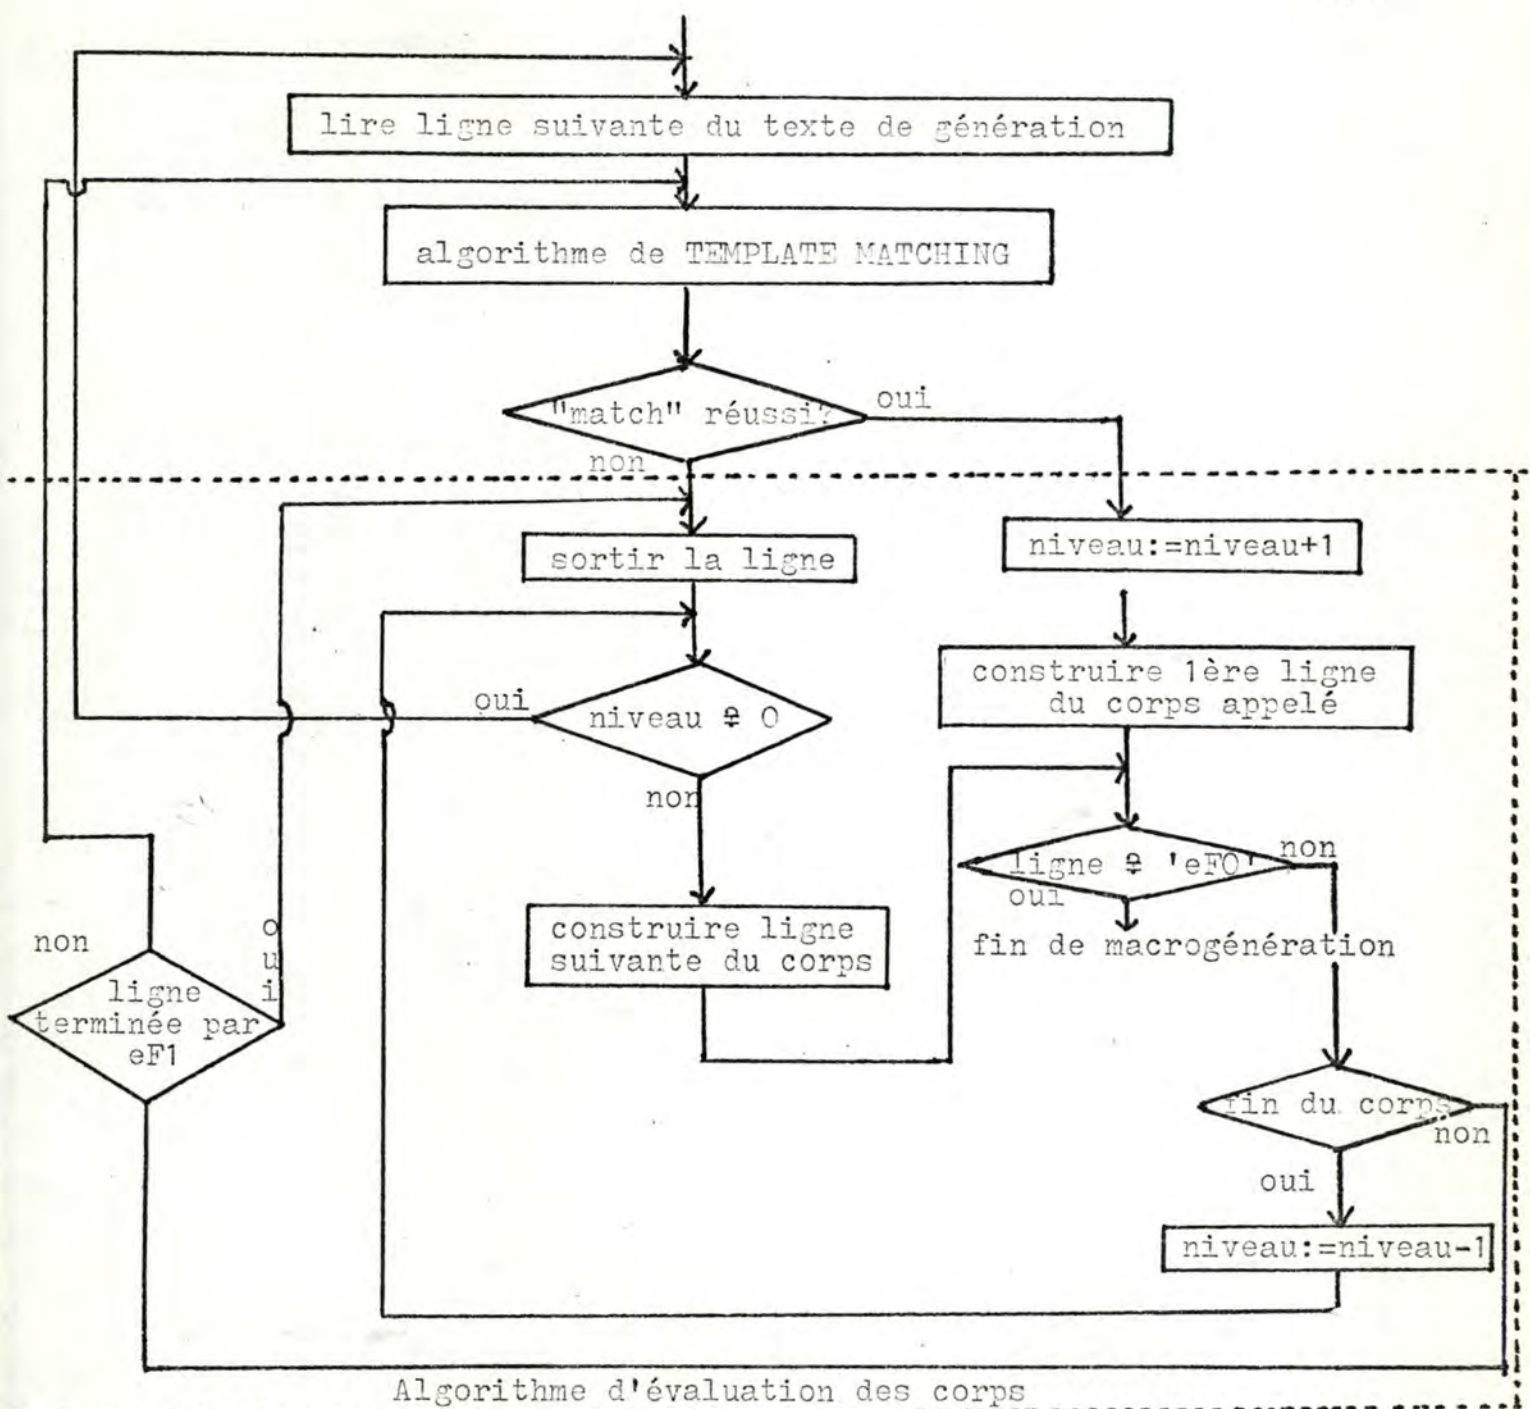 lire ligne suivante du texte de génération
algorithme de TEMPLATE MATCHING
"match" réussi?
oui
non
sortir la ligne
niveau:=niveau+1
construire 1ère ligne
du corps appelé
oui
niveau ≟ 0
non
ligne ≟ 'eF0'
non
oui
fin de macrogénération
construire ligne
suivante du corps
non
oui
ligne
terminée par
eF1
fin du corps
non
oui
niveau:=niveau-1
Algorithme d'évaluation des corps